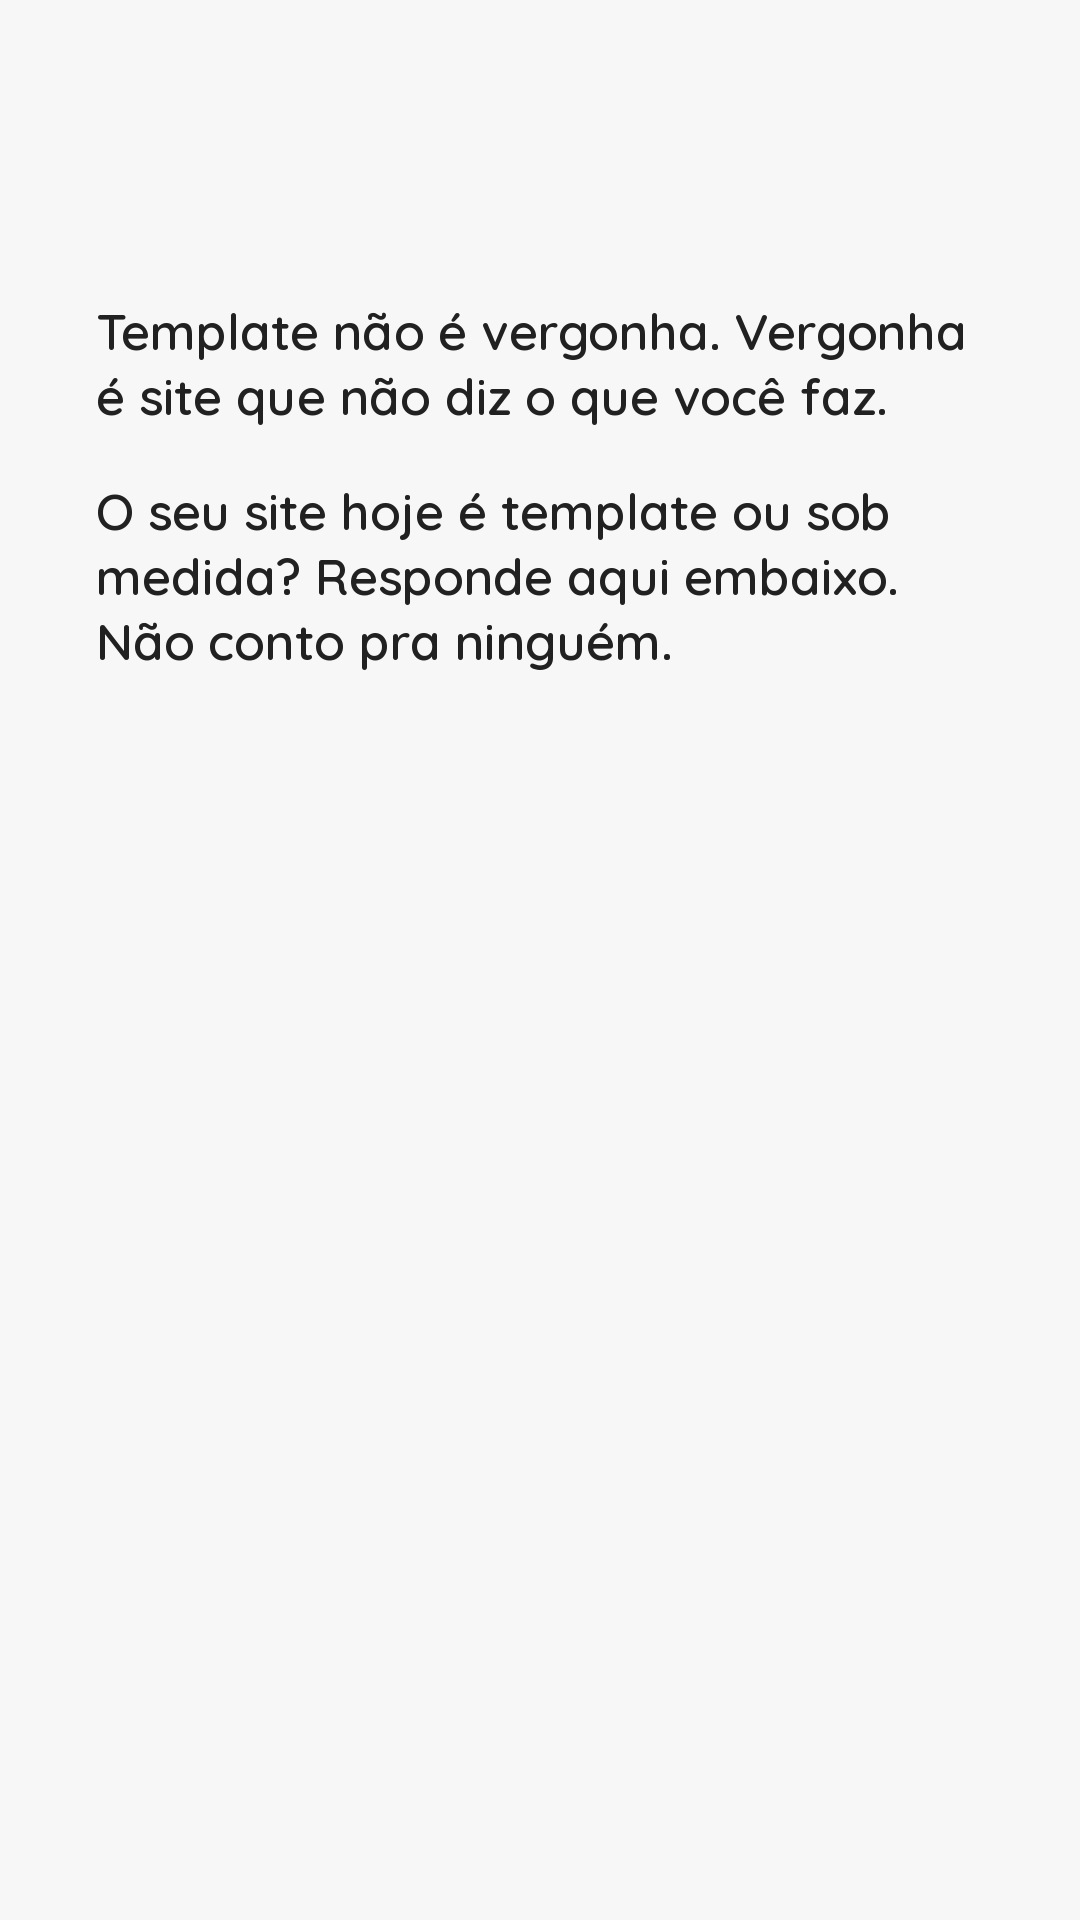 Template não é vergonha. Vergonha
é site que não diz o que você faz.
O seu site hoje é template ou sob
medida? Responde aqui embaixo.
Não conto pra ninguém.